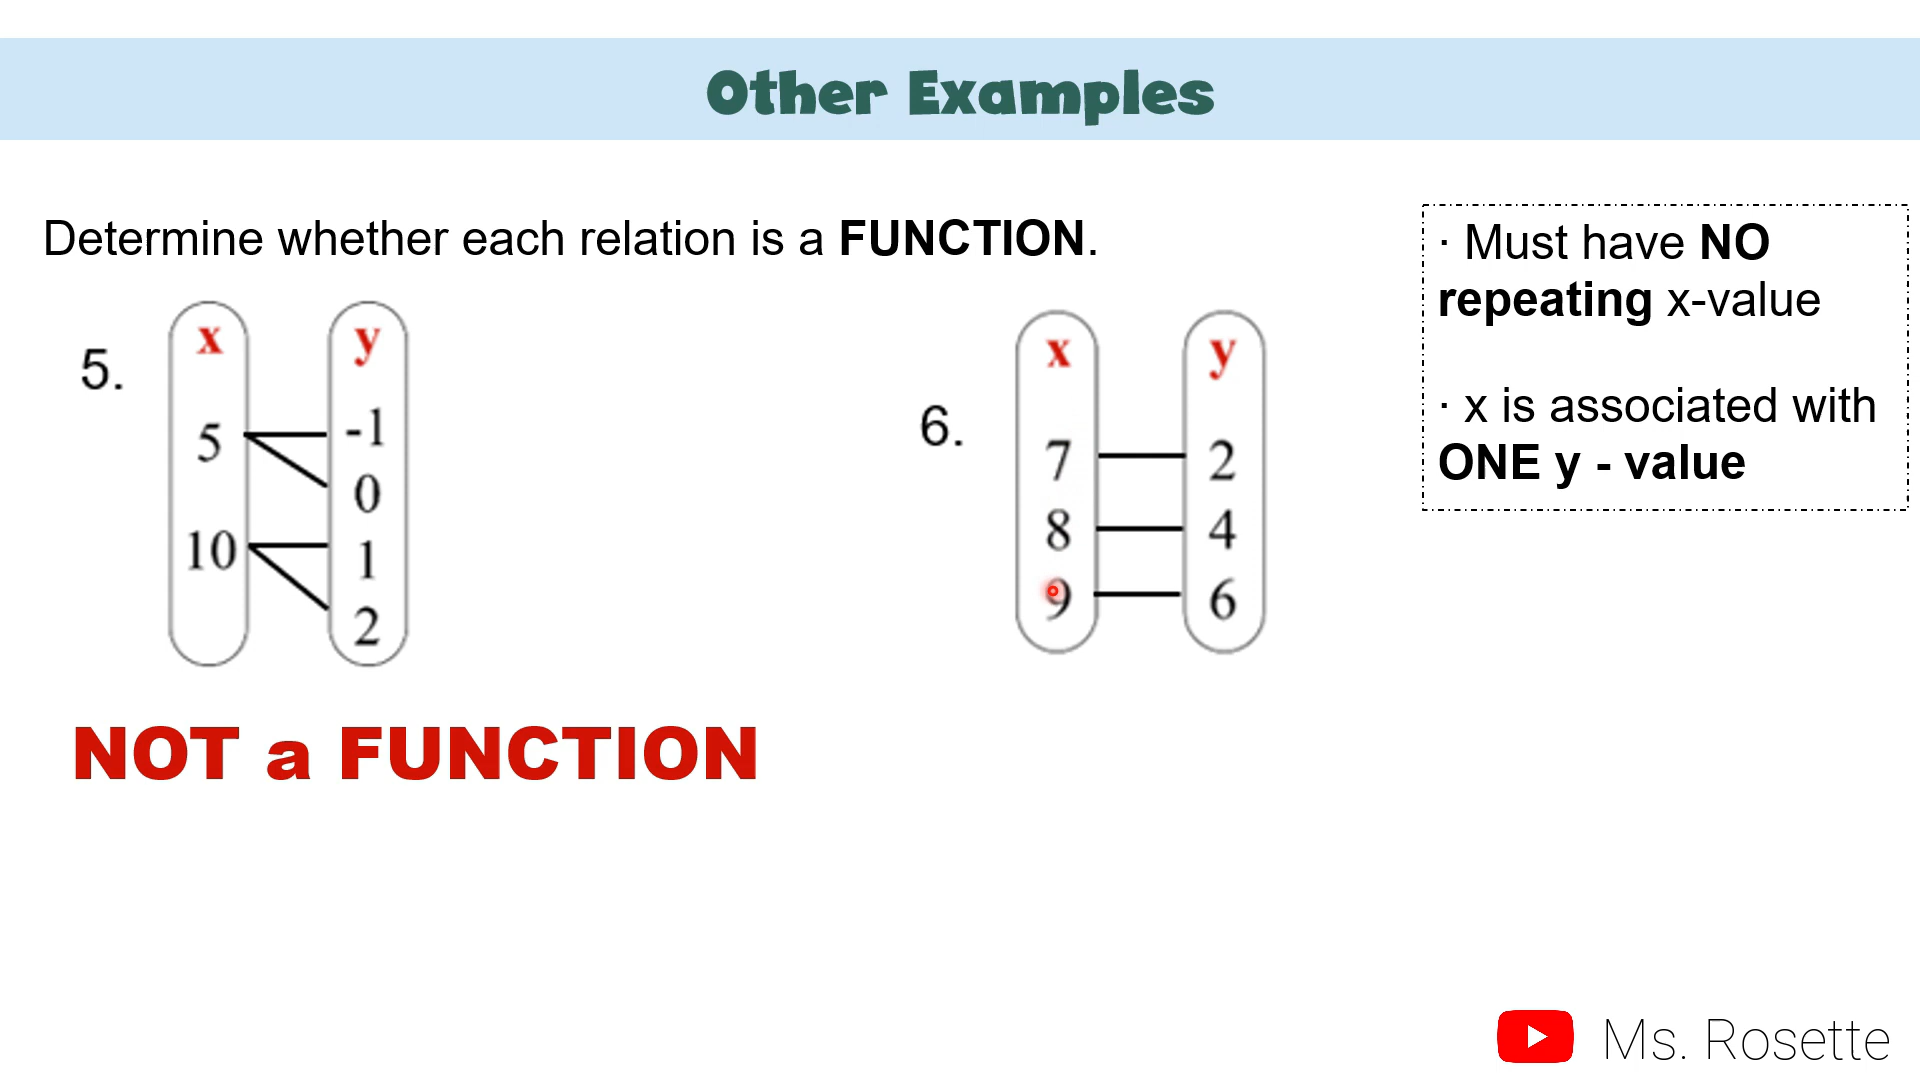 Other Examples
Determine whether each relation is a FUNCTION.
· Must have NO
repeating x-value
· x is associated with
ONE y - value
5.
x y
5 -1
0
10 1
2
6.
x y
7 2
8 4
9 6
NOT a FUNCTION
Ms. Rosette